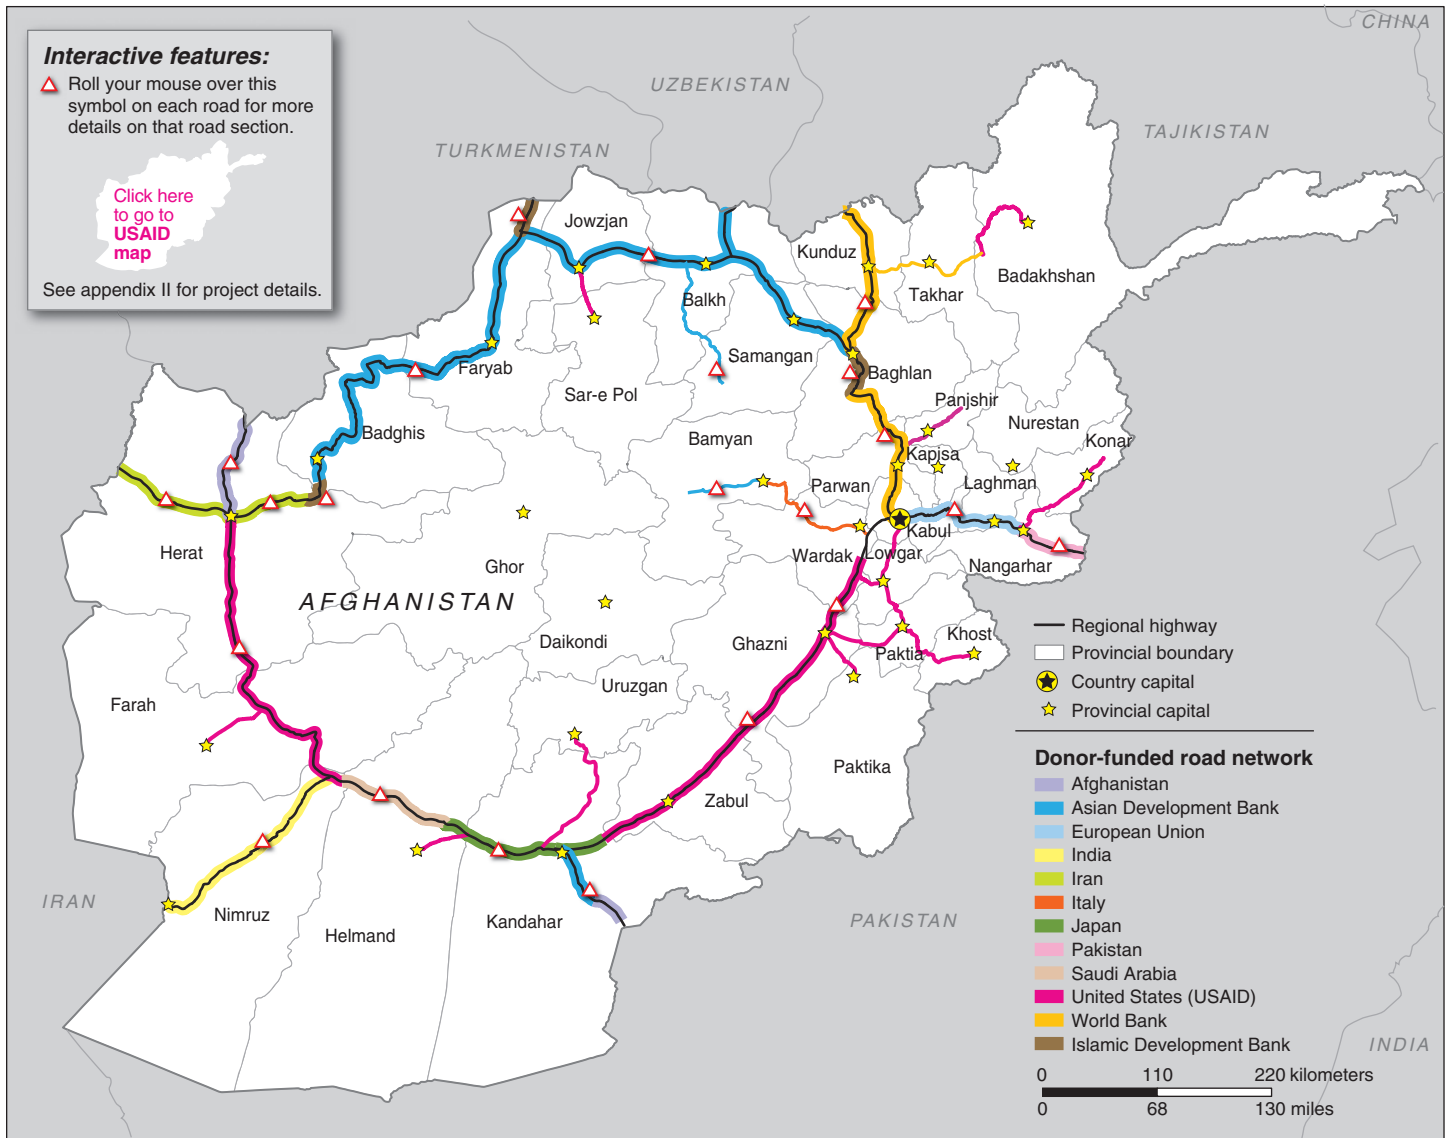 Interactive features:
Roll your mouse over this
symbol on each road for more
details on that road section.
Click here
to go to
USAID
map
See appendix II for project details.
CHINA
UZBEKISTAN
TAJIKISTAN
TURKMENISTAN
Jowzjan
Kunduz
Badakhshan
Takhar
Balkh
Samangan
Faryab
Baghlan
Sar-e Pol
Panjshir
Nurestan
Badghis
Bamyan
Konar
Kapisa
Laghman
Parwan
Kabul
Herat
Wardak
Lowgar
Ghor
Nangarhar
AFGHANISTAN
Daikondi
Ghazni
Khost
Paktia
Uruzgan
Farah
Paktika
Zabul
IRAN
Nimruz
Helmand
Kandahar
PAKISTAN
INDIA
Regional highway
Provincial boundary
Country capital
Provincial capital
Donor-funded road network
Afghanistan
Asian Development Bank
European Union
India
Iran
Italy
Japan
Pakistan
Saudi Arabia
United States (USAID)
World Bank
Islamic Development Bank
0 110 220 kilometers
0 68 130 miles